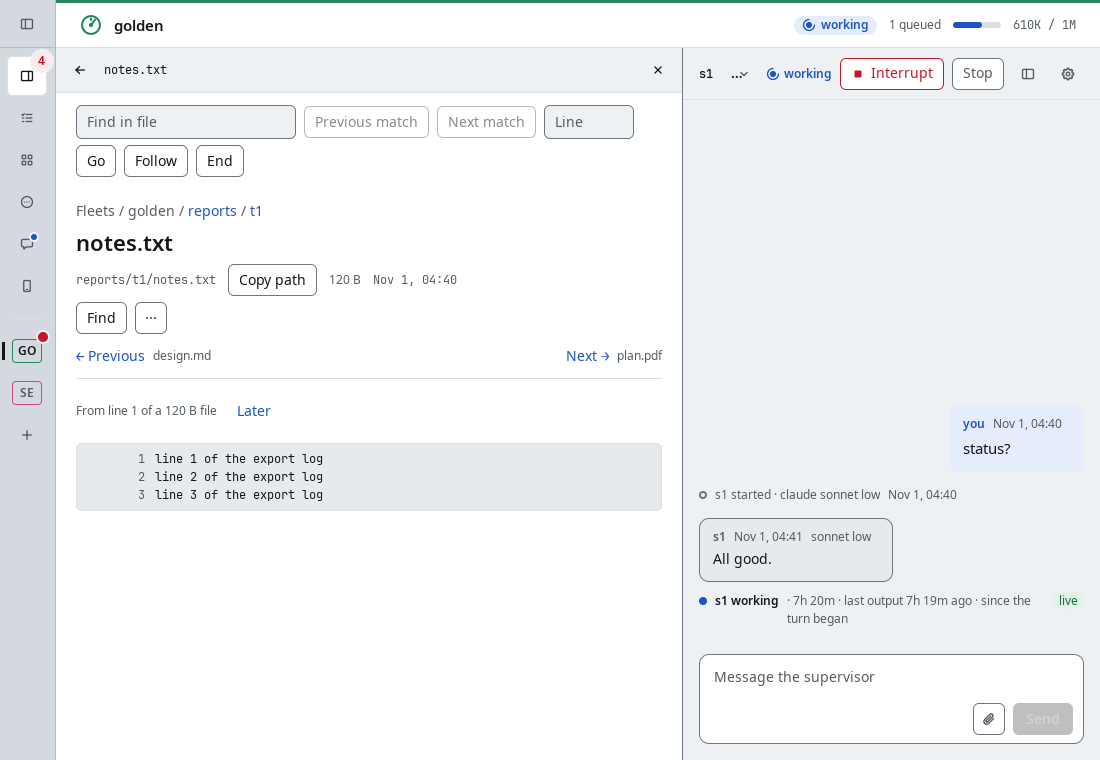 golden
working
1 queued
610K / 1M
4
notes.txt
s1
...
working
Interrupt
Stop
Find in file
Previous match
Next match
Line
Go
Follow
End
Fleets / golden / reports / t1
notes.txt
reports/t1/notes.txt
Copy path
120 B
Nov 1, 04:40
Find
...
GO
SE
← Previous design.md
Next → plan.pdf
From line 1 of a 120 B file
Later
1 line 1 of the export log
2 line 2 of the export log
3 line 3 of the export log
you Nov 1, 04:40
status?
s1 started · claude sonnet low Nov 1, 04:40
s1 Nov 1, 04:41 sonnet low
All good.
s1 working · 7h 20m · last output 7h 19m ago · since the
turn began
live
Message the supervisor
Send